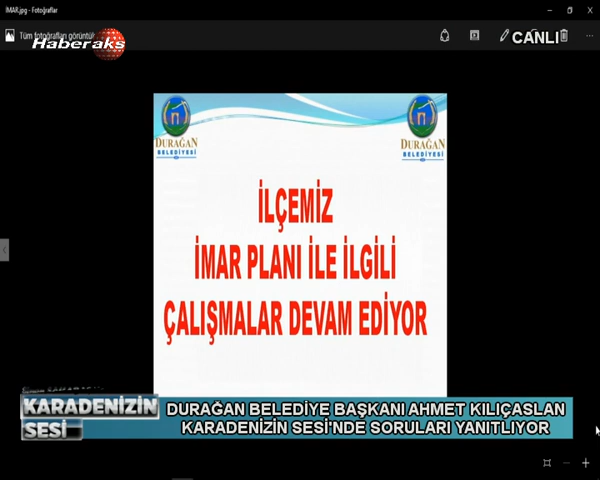 IMAR.jpg - Fotoğraflar
Tüm fotoğrafları görüntüle
Haberaks
CANLI
DURAĞAN
BELEDİYESİ
DURAĞAN
BELEDİYESİ
İLÇEMİZ
İMAR PLANI İLE İLGİLİ
ÇALIŞMALAR DEVAM EDİYOR
KARADENİZİN
SESİ
DURAĞAN BELEDİYE BAŞKANI AHMET KILIÇASLAN
KARADENİZİN SESİ'NDE SORULARI YANITLIYOR